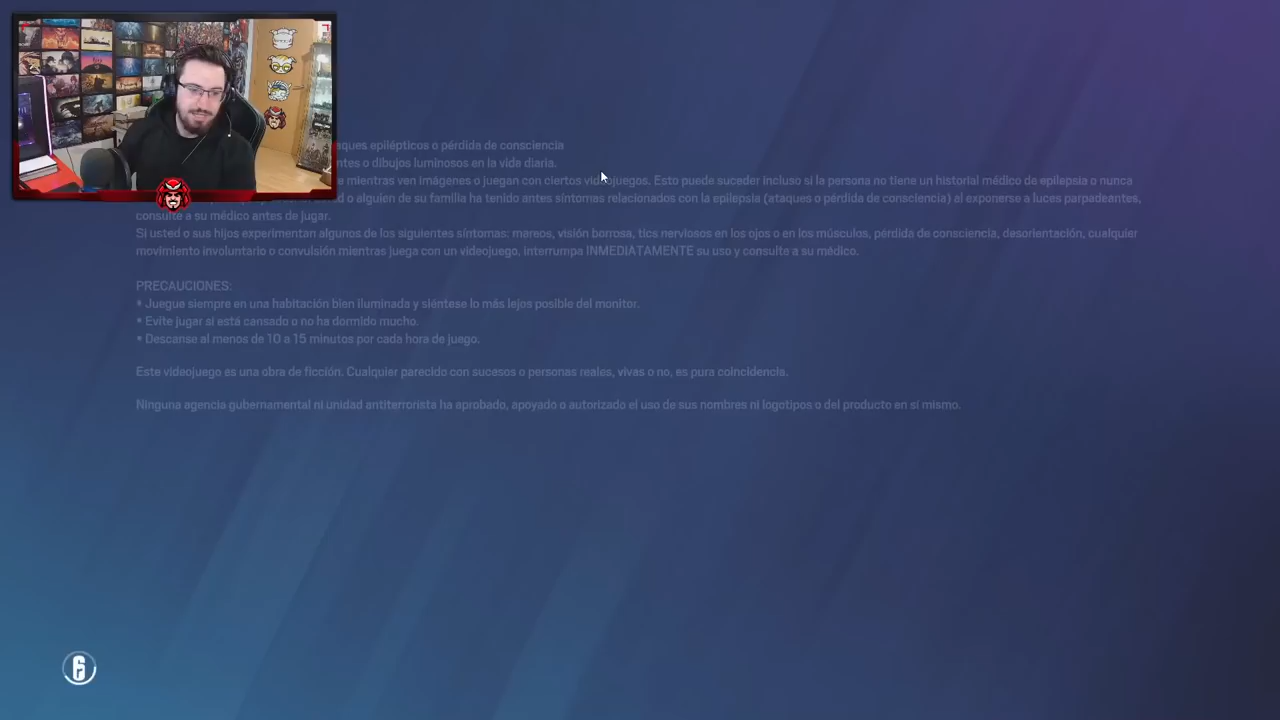 taques epilépticos o pérdida de consciencia
ntes o dibujos luminosos en la vida diaria.
e mientras ven imágenes o juegan con ciertos videojuegos. Esto puede suceder incluso si la persona no tiene un historial médico de epilepsia o nunca
o alguien de su familia ha tenido antes síntomas relacionados con la epilepsia (ataques o pérdida de consciencia) al exponerse a luces parpadeantes,
consulte a su médico antes de jugar.
Si usted o sus hijos experimentan algunos de los siguientes síntomas: mareos, visión borrosa, tics nerviosos en los ojos o en los músculos, pérdida de consciencia, desorientación, cualquier
movimiento involuntario o convulsión mientras juega con un videojuego, interrumpa INMEDIATAMENTE su uso y consulte a su médico.
PRECAUCIONES:
* Juegue siempre en una habitación bien iluminada y siéntese lo más lejos posible del monitor.
* Evite jugar si está cansado o no ha dormido mucho.
* Descanse al menos de 10 a 15 minutos por cada hora de juego.
Este videojuego es una obra de ficción. Cualquier parecido con sucesos o personas reales, vivas o no, es pura coincidencia.
Ninguna agencia gubernamental ni unidad antiterrorista ha aprobado, apoyado o autorizado el uso de sus nombres ni logotipos o del producto en sí mismo.
6